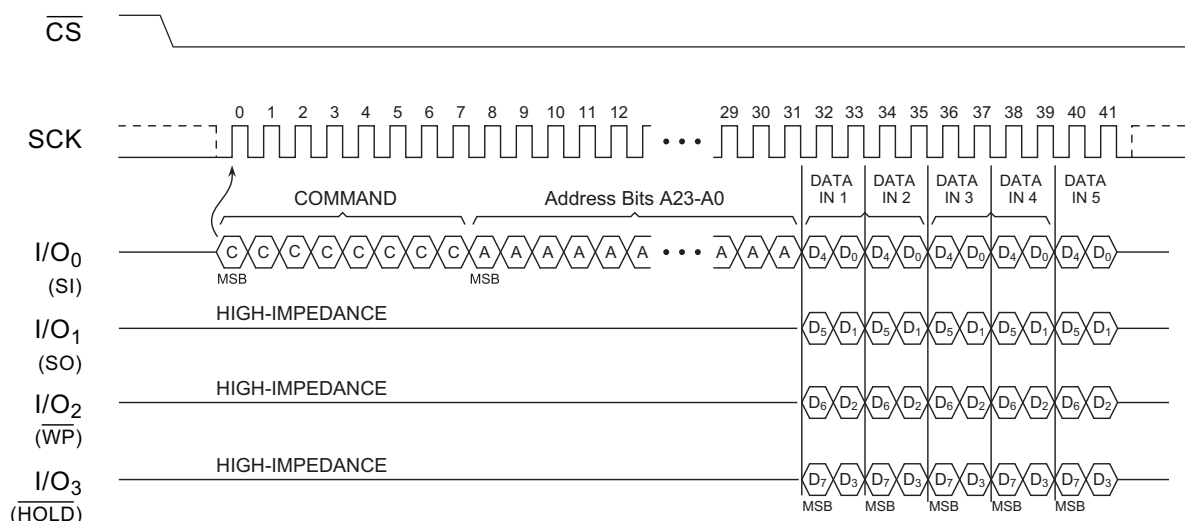 CS
0 1 2 3 4 5 6 7 8 9 10 11 12 29 30 31 32 33 34 35 36 37 38 39 40 41
SCK
DATA IN 1 DATA IN 2 DATA IN 3 DATA IN 4 DATA IN 5
COMMAND Address Bits A23-A0
I/O0 C C C C C C C C A A A A A A A A A D4 D0 D4 D0 D4 D0 D4 D0 D4 D0
(SI) MSB MSB
HIGH-IMPEDANCE
I/O1 D5 D1 D5 D1 D5 D1 D5 D1 D5 D1
(SO)
HIGH-IMPEDANCE
I/O2 D6 D2 D6 D2 D6 D2 D6 D2 D6 D2
(WP)
HIGH-IMPEDANCE
I/O3 D7 D3 D7 D3 D7 D3 D7 D3 D7 D3
(HOLD) MSB MSB MSB MSB MSB